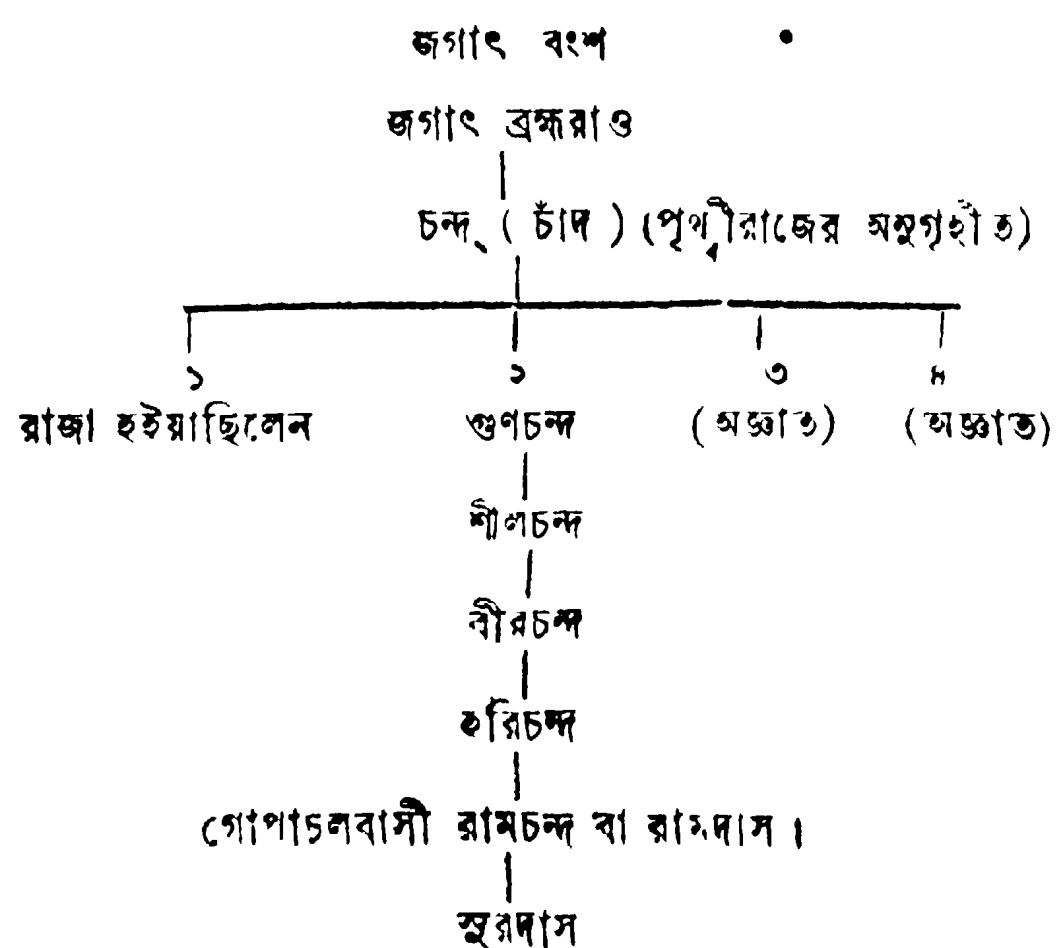 জগাৎ বংশ
জগাৎ ব্রহ্মরাও
চন্দ্ ( চাঁদ ) (পৃথ্বীরাজের অনুগৃহীত)
১ ২ ৩ ৪
রাজা হইয়াছিলেন গুণচন্দ (অজ্ঞাত) (অজ্ঞাত)
শীলচন্দ
বীরচন্দ
হরিচন্দ
গোপাচলবাসী রামচন্দ বা রামদাস।
সুরদাস